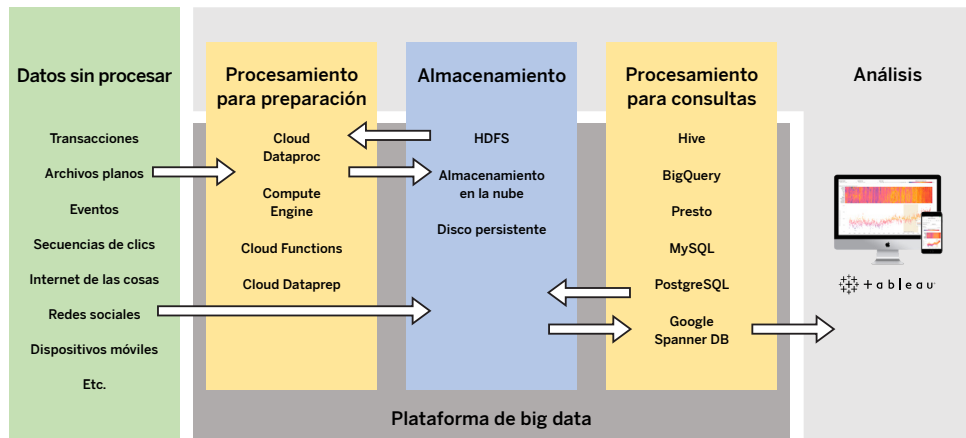 Datos sin procesar
Transacciones
Archivos planos
Eventos
Secuencias de clics
Internet de las cosas
Redes sociales
Dispositivos móviles
Etc.
Procesamiento
para preparación
Cloud
Dataproc
Compute
Engine
Cloud Functions
Cloud Dataprep
Almacenamiento
HDFS
Almacenamiento
en la nube
Disco persistente
Procesamiento
para consultas
Hive
BigQuery
Presto
MySQL
PostgreSQL
Google
Spanner DB
Análisis
+ableau
Plataforma de big data